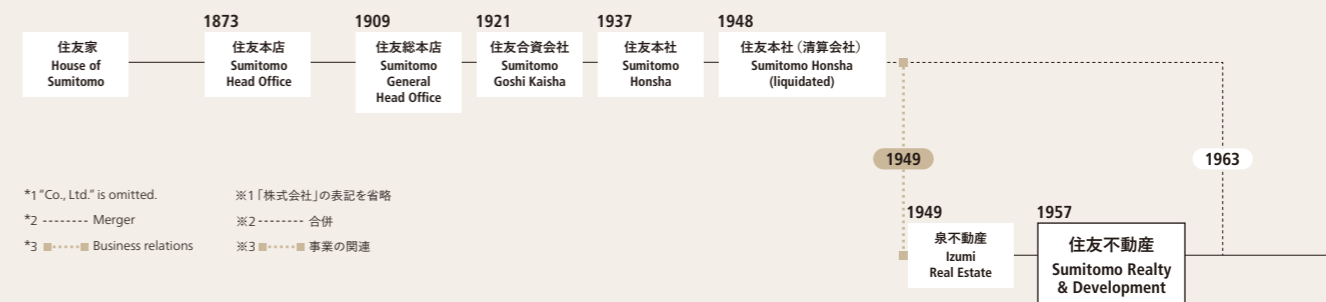 1873
1909
1921
1937
1948
住友家
House of
Sumitomo
住友本店
Sumitomo
Head Office
住友総本店
Sumitomo
General
Head Office
住友合資会社
Sumitomo
Goshi Kaisha
住友本社
Sumitomo
Honsha
住友本社（清算会社）
Sumitomo Honsha
(liquidated)
1949
1963
*1 "Co., Ltd." is omitted.
*2 -------- Merger
*3 Business relations
※1「株式会社」の表記を省略
※2 -------- 合併
※3 事業の関連
1949
泉不動産
Izumi
Real Estate
1957
住友不動産
Sumitomo Realty
& Development